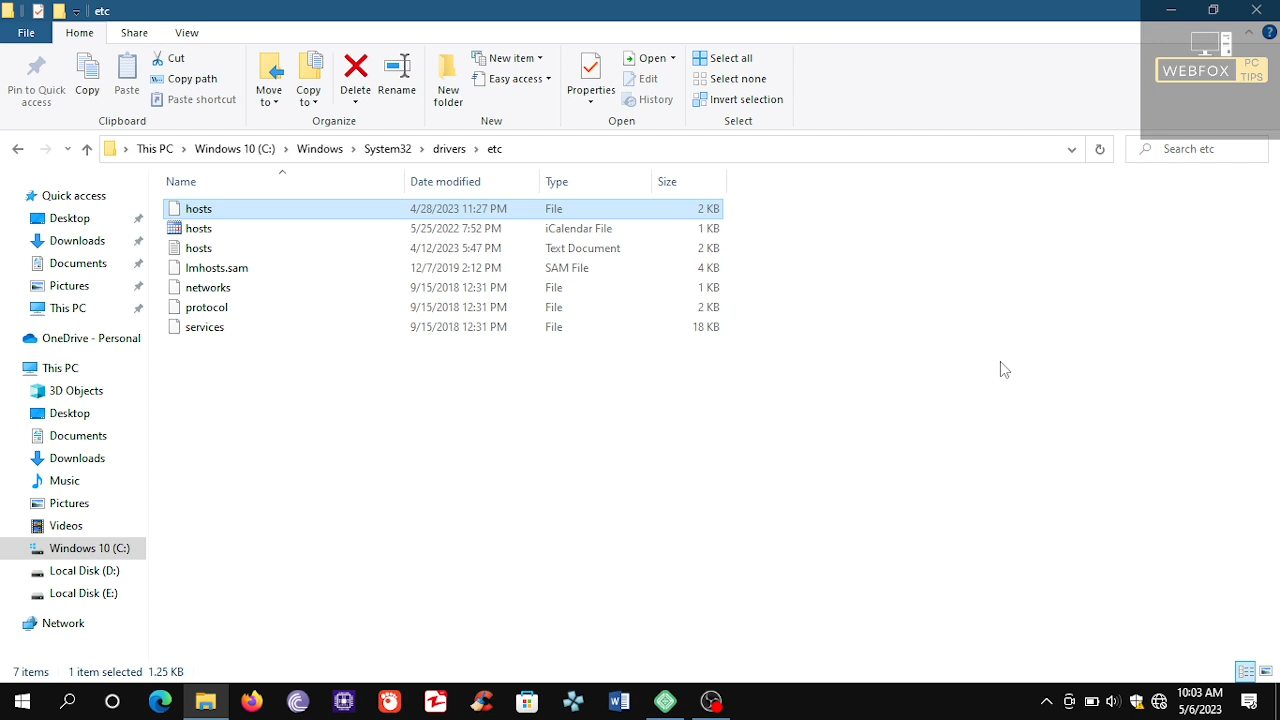 etc
File Home Share View
Pin to Quick access
Copy
Paste
Cut
Copy path
Paste shortcut
Clipboard
Move to
Copy to
Delete
Rename
Organize
New folder
New item
Easy access
New
Properties
Open
Edit
History
Open
Select all
Select none
Invert selection
Select
WEBFOX PC TIPS
This PC Windows 10 (C:) Windows System32 drivers etc
Search etc
Name Date modified Type Size
hosts 4/28/2023 11:27 PM File 2 KB
hosts 5/25/2022 7:52 PM iCalendar File 1 KB
hosts 4/12/2023 5:47 PM Text Document 2 KB
lmhosts.sam 12/7/2019 2:12 PM SAM File 4 KB
networks 9/15/2018 12:31 PM File 1 KB
protocol 9/15/2018 12:31 PM File 2 KB
services 9/15/2018 12:31 PM File 18 KB
Quick access
Desktop
Downloads
Documents
Pictures
This PC
OneDrive - Personal
This PC
3D Objects
Desktop
Documents
Downloads
Music
Pictures
Videos
Windows 10 (C:)
Local Disk (D:)
Local Disk (E:)
Network
7 items 1 item selected 1.25 KB
10:03 AM
5/6/2023